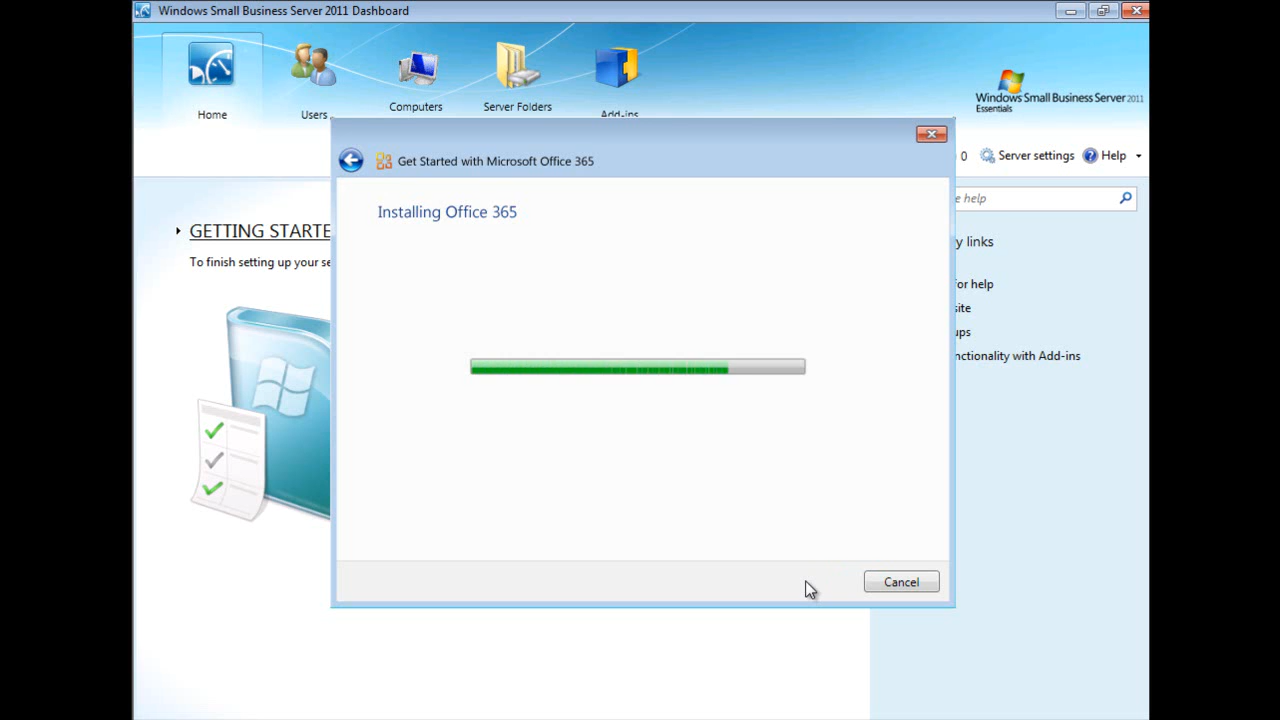 Windows Small Business Server 2011 Dashboard
Home
Users
Computers
Server Folders
Add-ins
Windows Small Business Server 2011
Essentials
Get Started with Microsoft Office 365
0
Server settings
Help
Installing Office 365
e help
GETTING STARTE
y links
To finish setting up your se
for help
site
ups
nctionality with Add-ins
Cancel